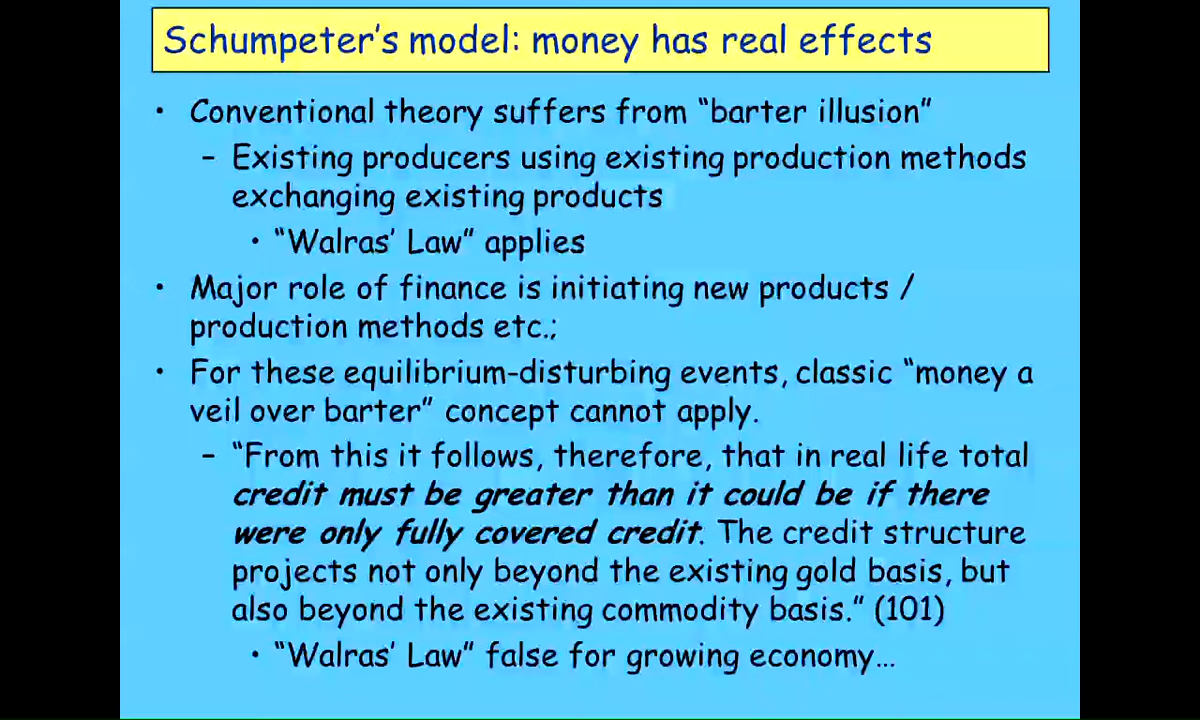 Schumpeter's model: money has real effects
• Conventional theory suffers from "barter illusion"
– Existing producers using existing production methods
exchanging existing products
• "Walras' Law" applies
• Major role of finance is initiating new products /
production methods etc.;
• For these equilibrium-disturbing events, classic "money a
veil over barter" concept cannot apply.
– "From this it follows, therefore, that in real life total
credit must be greater than it could be if there
were only fully covered credit. The credit structure
projects not only beyond the existing gold basis, but
also beyond the existing commodity basis." (101)
• "Walras' Law" false for growing economy…